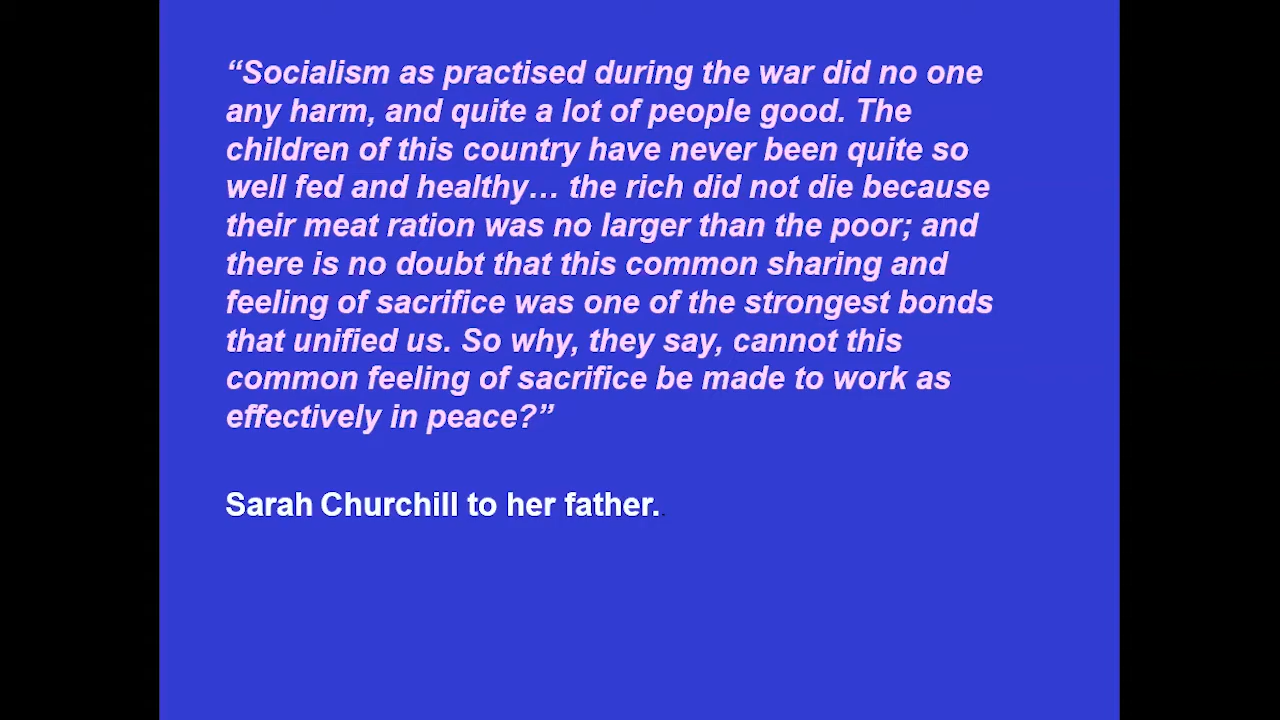 “Socialism as practised during the war did no one
any harm, and quite a lot of people good. The
children of this country have never been quite so
well fed and healthy… the rich did not die because
their meat ration was no larger than the poor; and
there is no doubt that this common sharing and
feeling of sacrifice was one of the strongest bonds
that unified us. So why, they say, cannot this
common feeling of sacrifice be made to work as
effectively in peace?”
Sarah Churchill to her father..